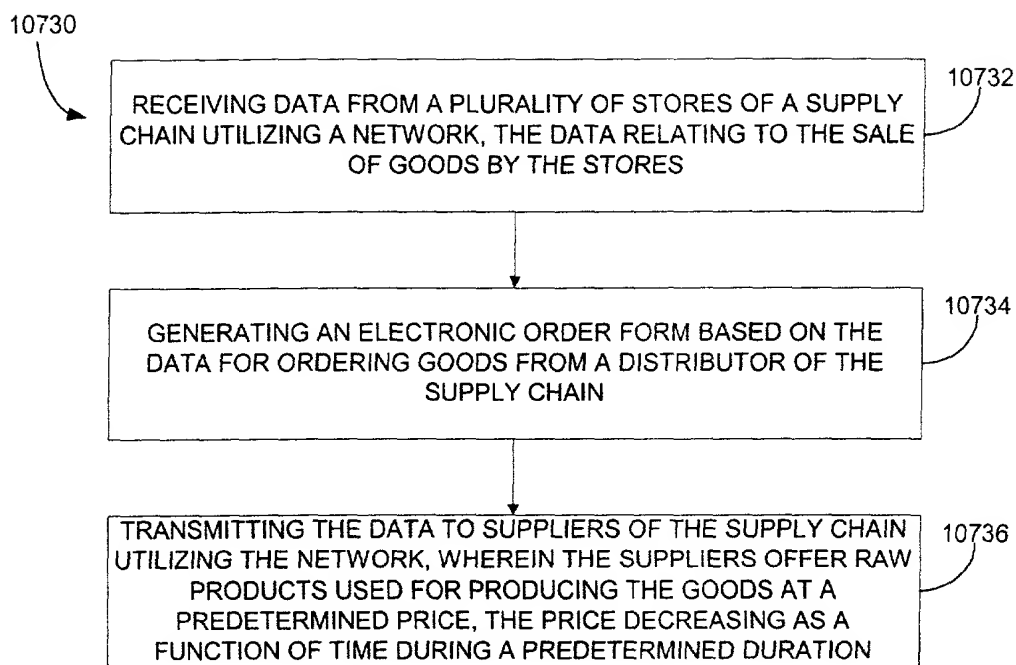 10730
10732
RECEIVING DATA FROM A PLURALITY OF STORES OF A SUPPLY
CHAIN UTILIZING A NETWORK, THE DATA RELATING TO THE SALE
OF GOODS BY THE STORES
10734
GENERATING AN ELECTRONIC ORDER FORM BASED ON THE
DATA FOR ORDERING GOODS FROM A DISTRIBUTOR OF THE
SUPPLY CHAIN
10736
TRANSMITTING THE DATA TO SUPPLIERS OF THE SUPPLY CHAIN
UTILIZING THE NETWORK, WHEREIN THE SUPPLIERS OFFER RAW
PRODUCTS USED FOR PRODUCING THE GOODS AT A
PREDETERMINED PRICE, THE PRICE DECREASING AS A
FUNCTION OF TIME DURING A PREDETERMINED DURATION